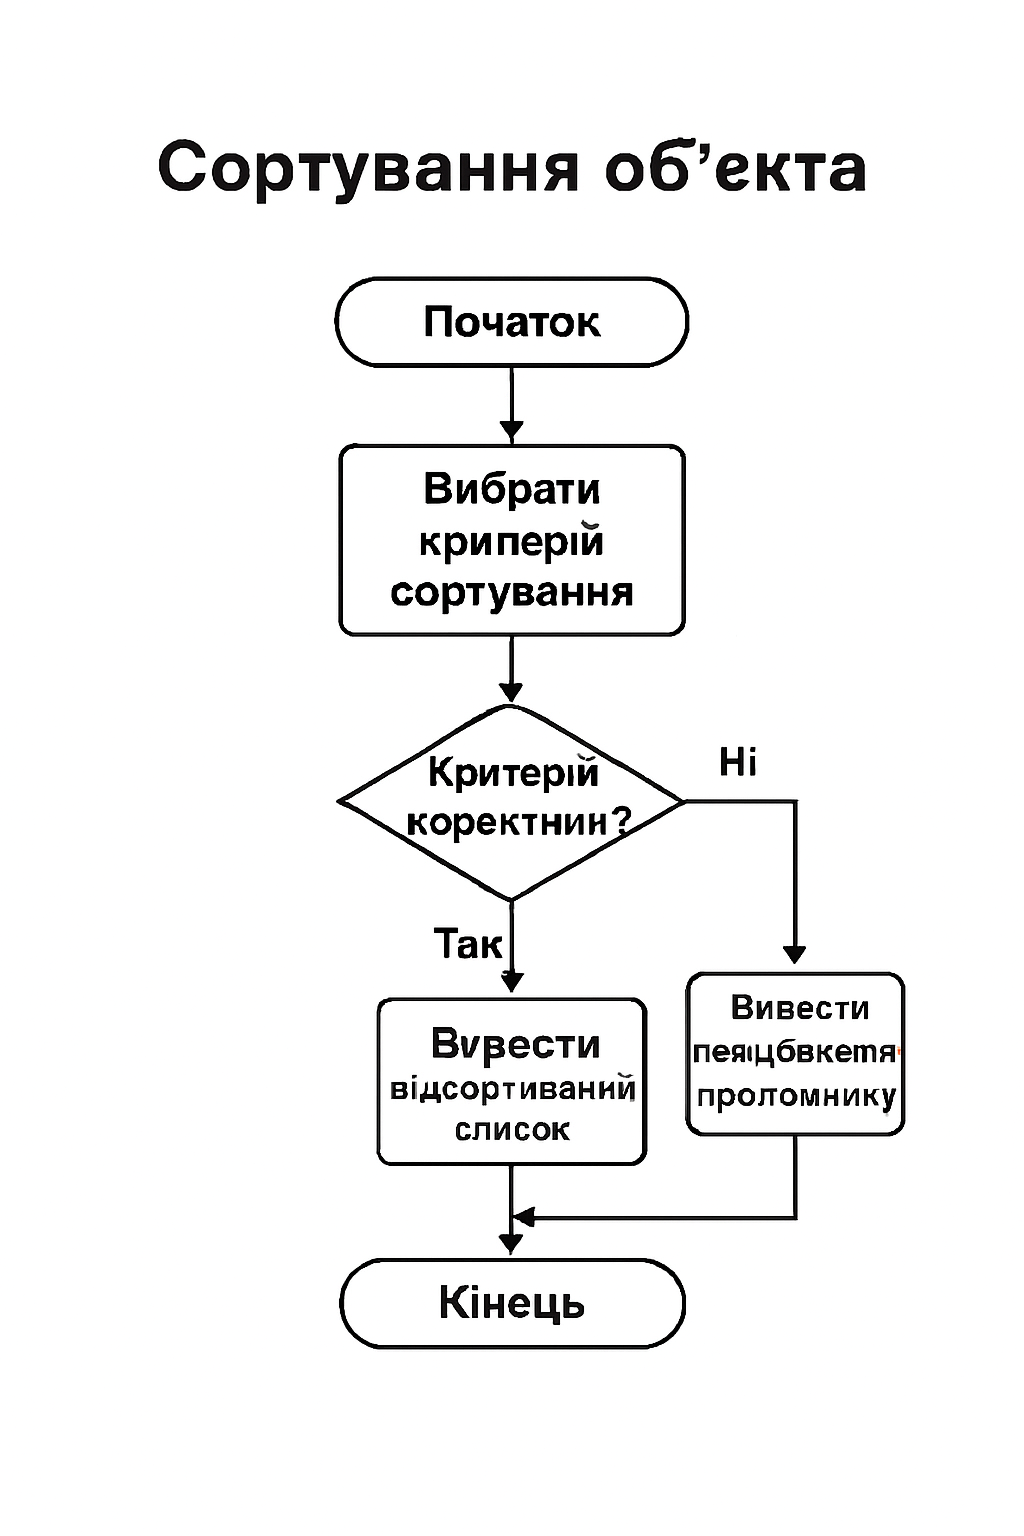 Сортування об’єкта
Початок
Вибрати
криперій
сортування
Критерій
коректнин?
Ні
Так
Вивести
відсортиваний
список
Вивести
проломнику
Кінець